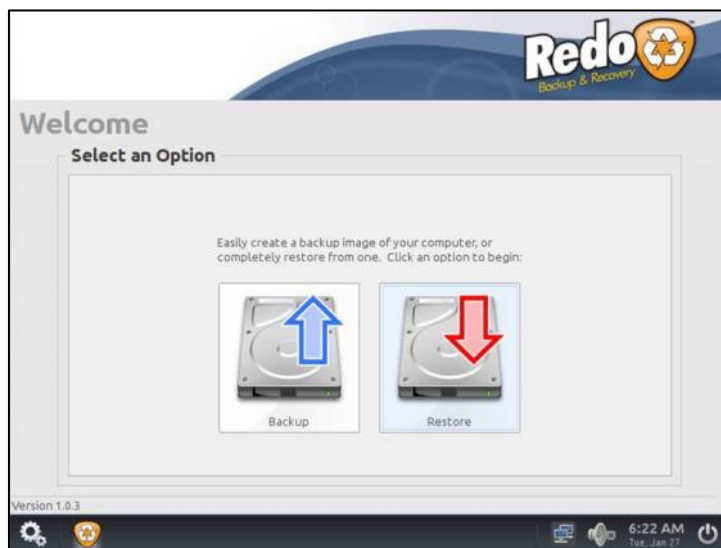 Redo
Backup & Recovery
Welcome
Select an Option
Easily create a backup image of your computer, or
completely restore from one. Click an option to begin:
Backup
Restore
Version 1.0.3
6:22 AM
Tue, Jan 27